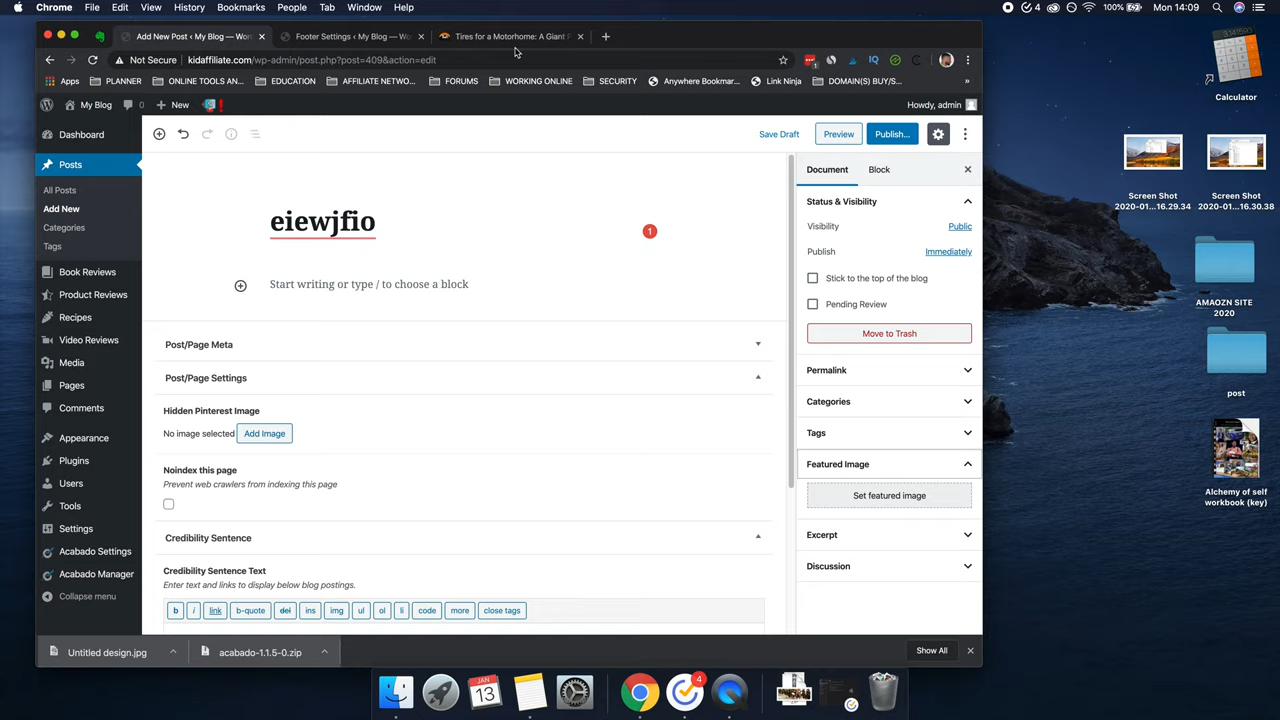 Chrome File Edit View History Bookmarks People Tab Window Help
4 100% Mon 14:09
Add New Post ‹ My Blog — Wor
Footer Settings ‹ My Blog — Wo
Tires for a Motorhome: A Giant F
Not Secure kidaffiliate.com/wp-admin/post.php?post=409&action=edit
Apps PLANNER ONLINE TOOLS AN... EDUCATION AFFILIATE NETWO... FORUMS WORKING ONLINE SECURITY Anywhere Bookmar... Link Ninja DOMAIN(S) BUY/S... »
My Blog 0 New
Howdy, admin
Dashboard
Posts
All Posts
Add New
Categories
Tags
Book Reviews
Product Reviews
Recipes
Video Reviews
Media
Pages
Comments
Appearance
Plugins
Users
Tools
Settings
Acabado Settings
Acabado Manager
Collapse menu
Save Draft Preview Publish...
eiewjfio
1
Start writing or type / to choose a block
Post/Page Meta
Post/Page Settings
Hidden Pinterest Image
No image selected Add Image
Noindex this page
Prevent web crawlers from indexing this page
Credibility Sentence
Credibility Sentence Text
Enter text and links to display below blog postings.
b i link b-quote del ins img ul ol li code more close tags
Document Block
Status & Visibility
Visibility Public
Publish Immediately
Stick to the top of the blog
Pending Review
Move to Trash
Permalink
Categories
Tags
Featured Image
Set featured image
Excerpt
Discussion
Untitled design.jpg
acabado-1.1.5-0.zip
Show All
Calculator
Screen Shot
2020-01...16.29.34
Screen Shot
2020-01...16.30.38
AMAOZN SITE
2020
post
Alchemy of self
workbook (key)
JAN
13
4